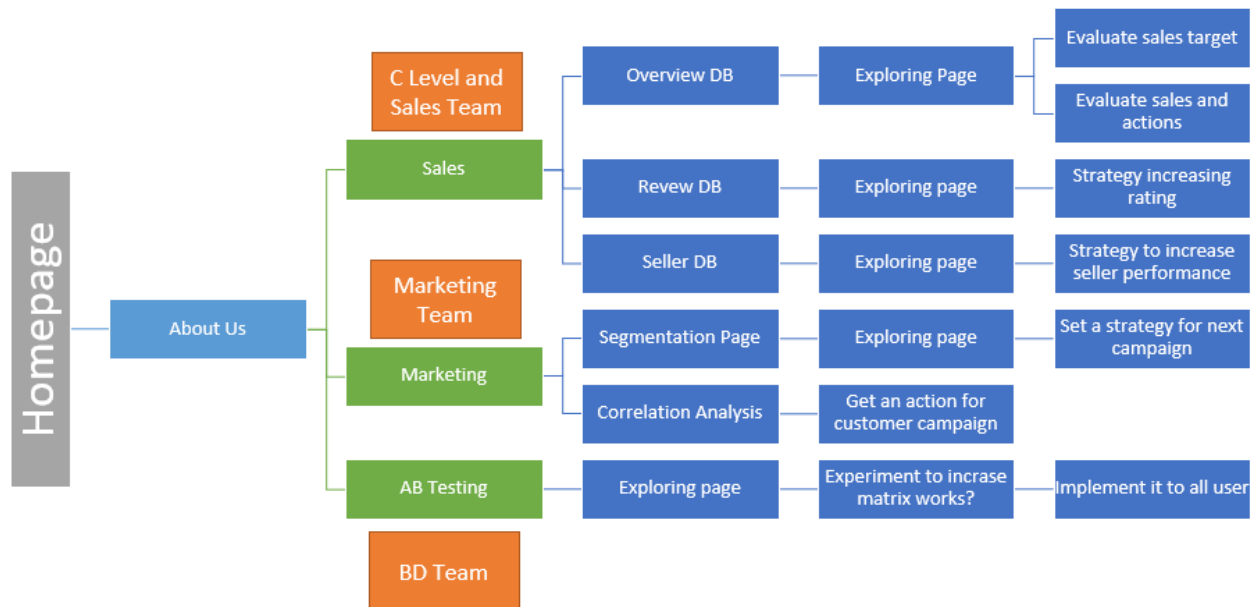 Homepage
About Us
C Level and
Sales Team
Sales
Overview DB
Exploring Page
Evaluate sales target
Evaluate sales and
actions
Revew DB
Exploring page
Strategy increasing
rating
Seller DB
Exploring page
Strategy to increase
seller performance
Marketing
Team
Marketing
Segmentation Page
Exploring page
Set a strategy for next
campaign
Correlation Analysis
Get an action for
customer campaign
AB Testing
Exploring page
Experiment to incrase
matrix works?
Implement it to all user
BD Team